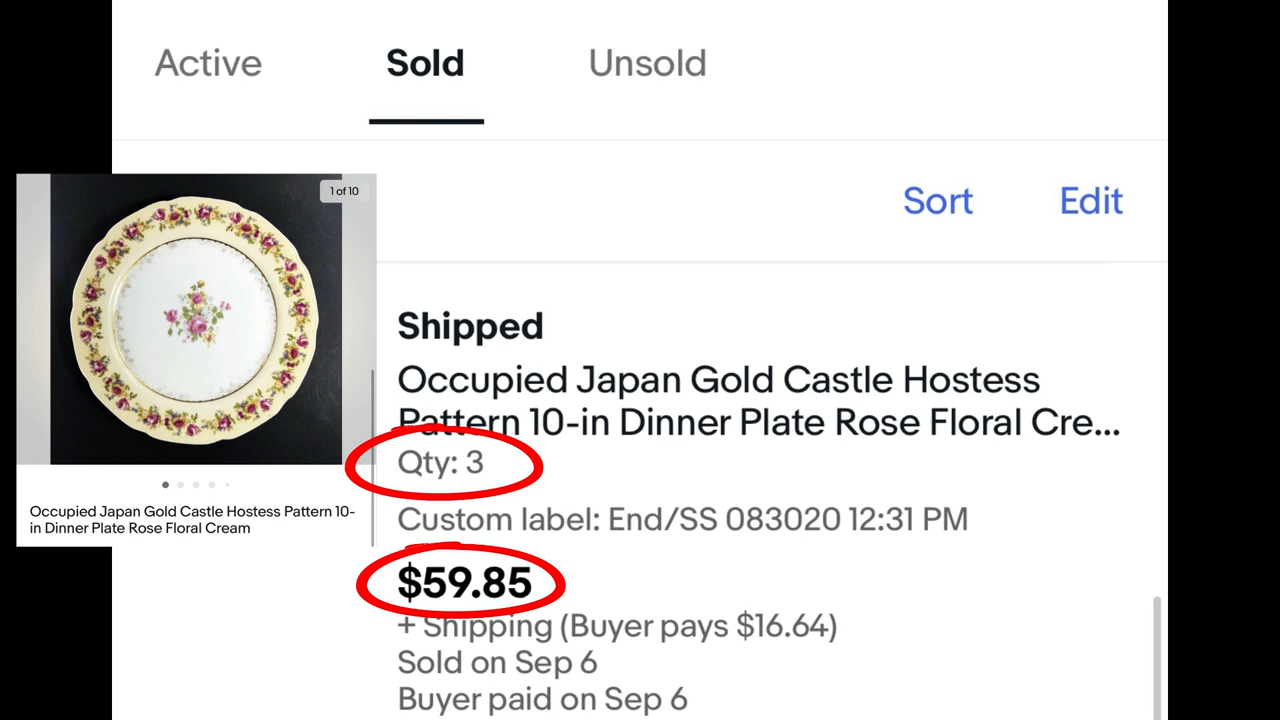 Active Sold Unsold
Sort Edit
1 of 10
Occupied Japan Gold Castle Hostess Pattern 10-
in Dinner Plate Rose Floral Cream
Shipped
Occupied Japan Gold Castle Hostess
Pattern 10-in Dinner Plate Rose Floral Cre...
Qty: 3
Custom label: End/SS 083020 12:31 PM
$59.85
+ Shipping (Buyer pays $16.64)
Sold on Sep 6
Buyer paid on Sep 6